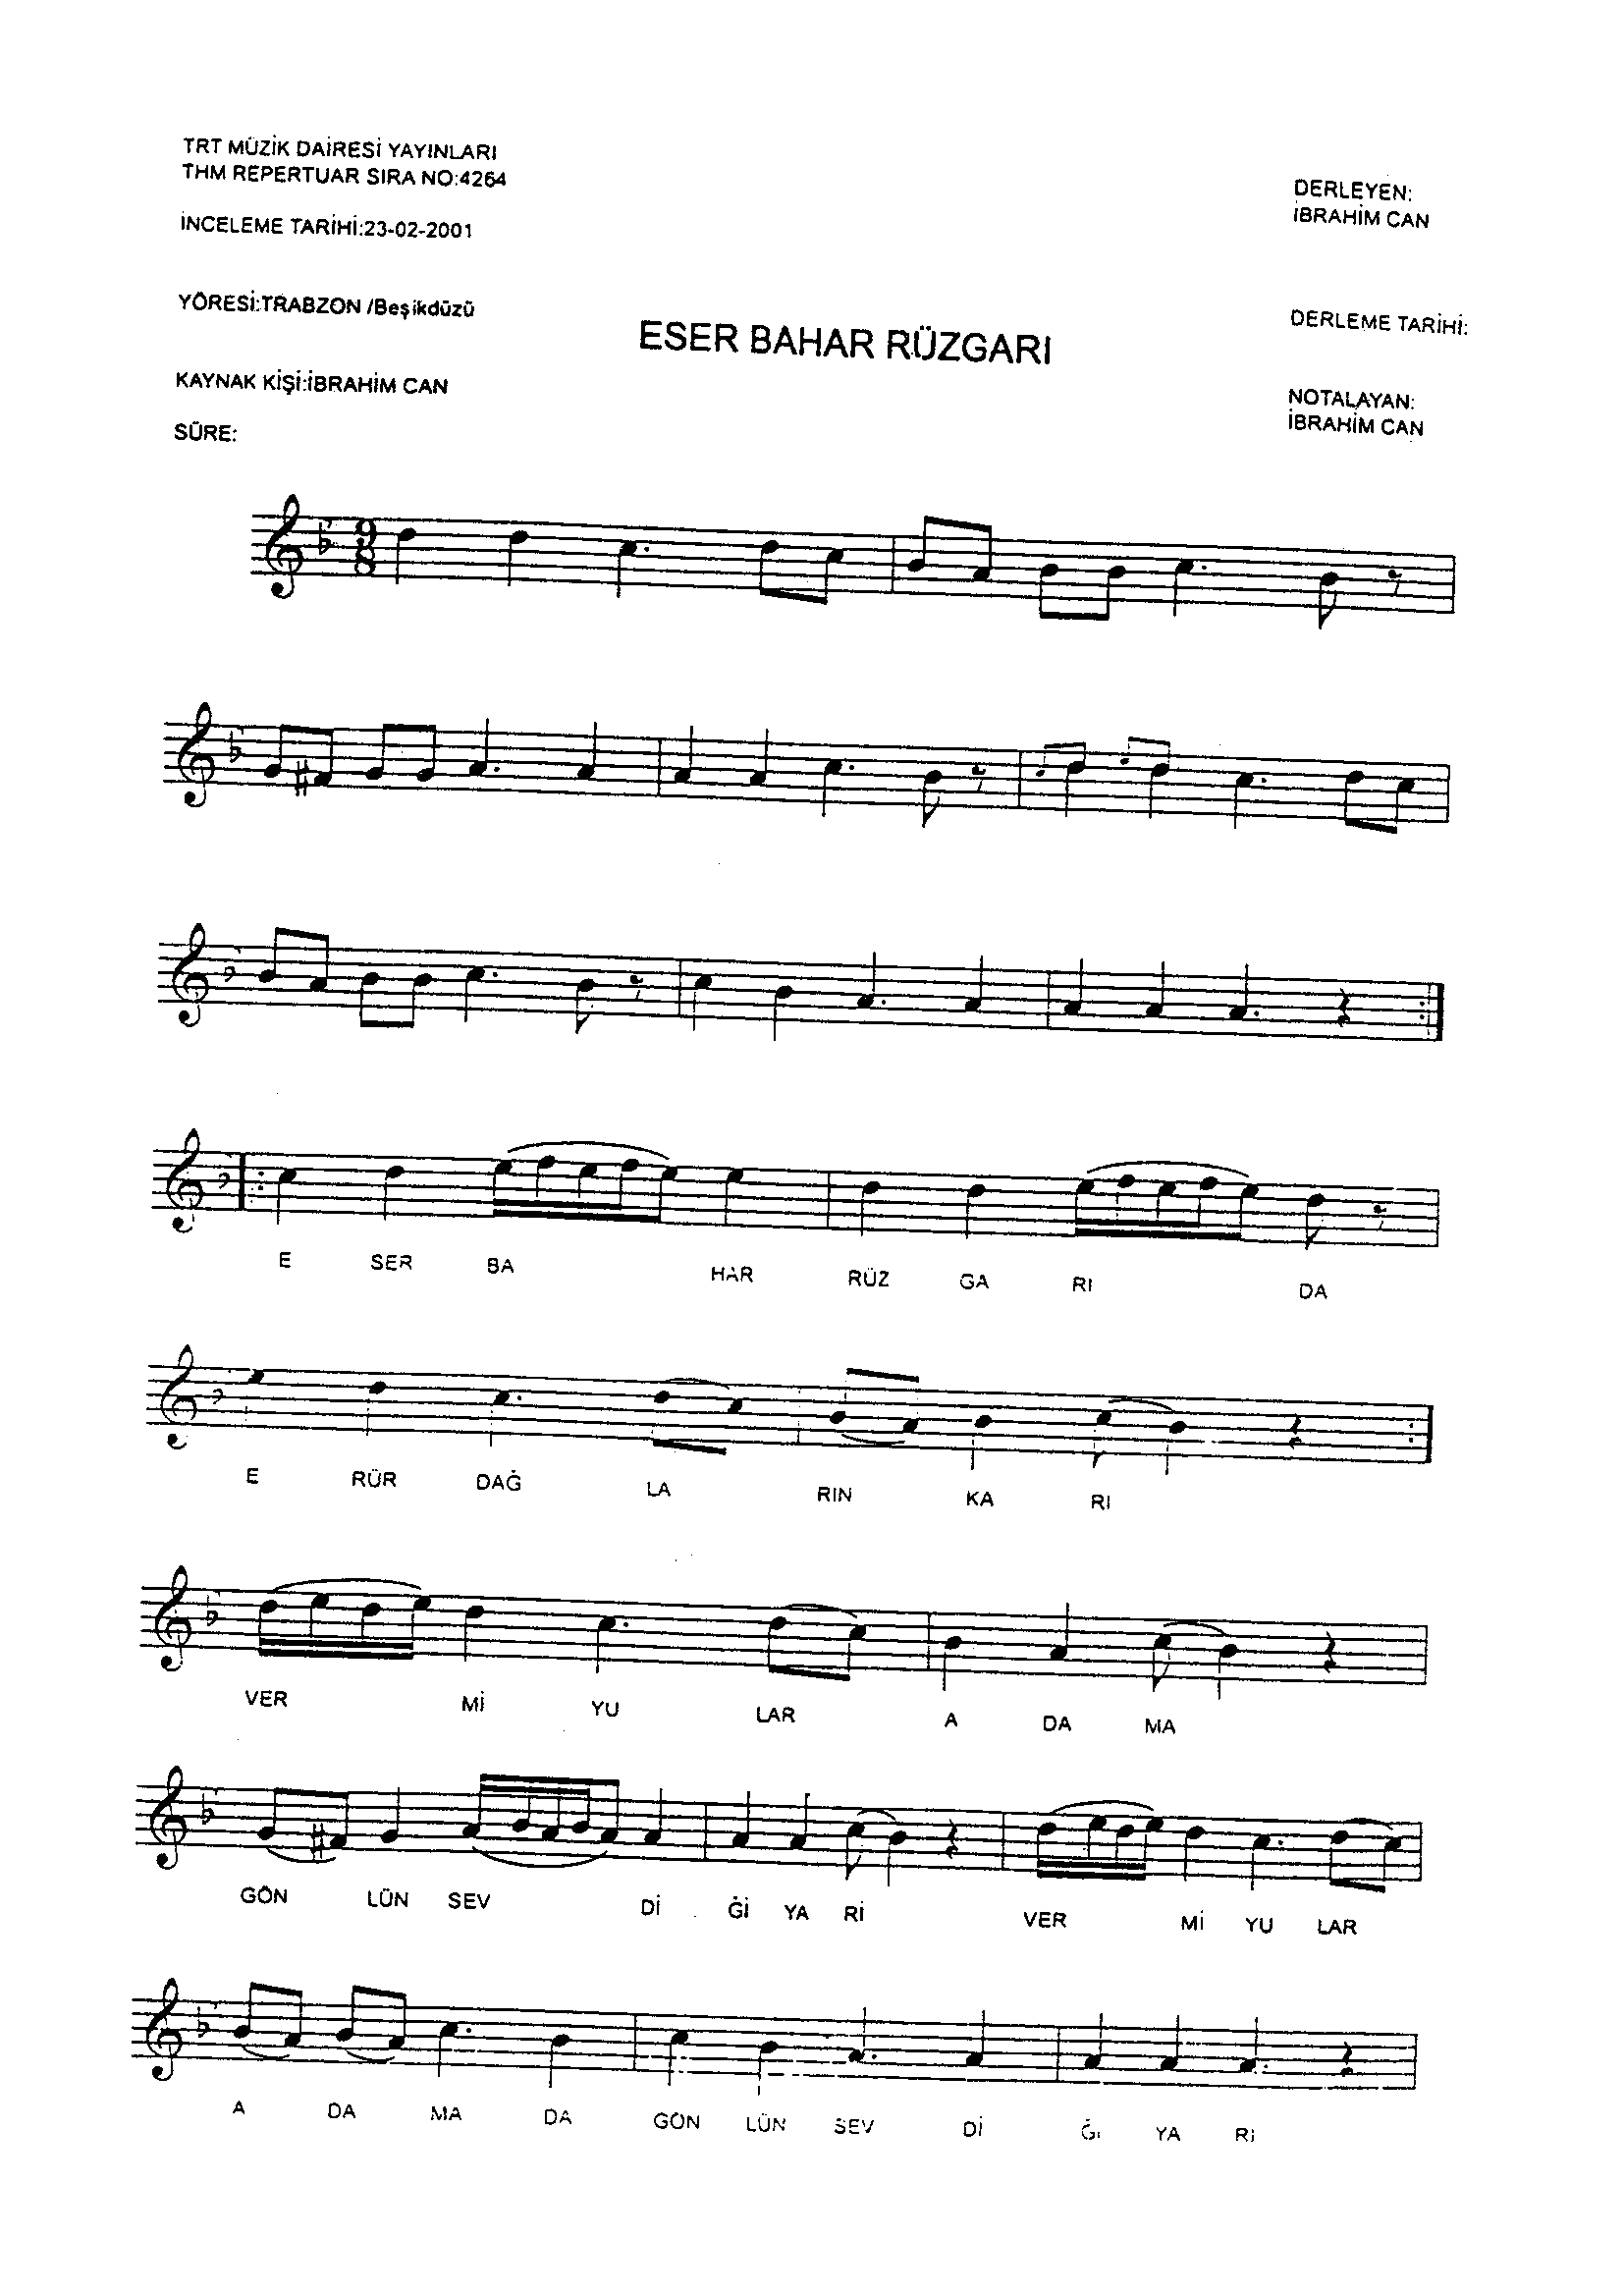 TRT MÜZİK DAİRESİ YAYINLARI
THM REPERTUAR SIRA NO:4264
İNCELEME TARİHİ:23-02-2001
YÖRESİ:TRABZON /Beşikdüzü
KAYNAK KİŞİ:İBRAHİM CAN
SÜRE:
DERLEYEN:
İBRAHİM CAN
DERLEME TARİHİ:
NOTALAYAN:
İBRAHİM CAN
ESER BAHAR RÜZGARI
9
8
E SER BA HAR RÜZ GA RI DA
E RÜR DAĞ LA RIN KA RI
VER Mİ YU LAR A DA MA
GÖN LÜN SEV Dİ Ğİ YA Rİ VER Mİ YU LAR
A DA MA DA GÖN LÜN SEV Dİ Ğİ YA Rİ